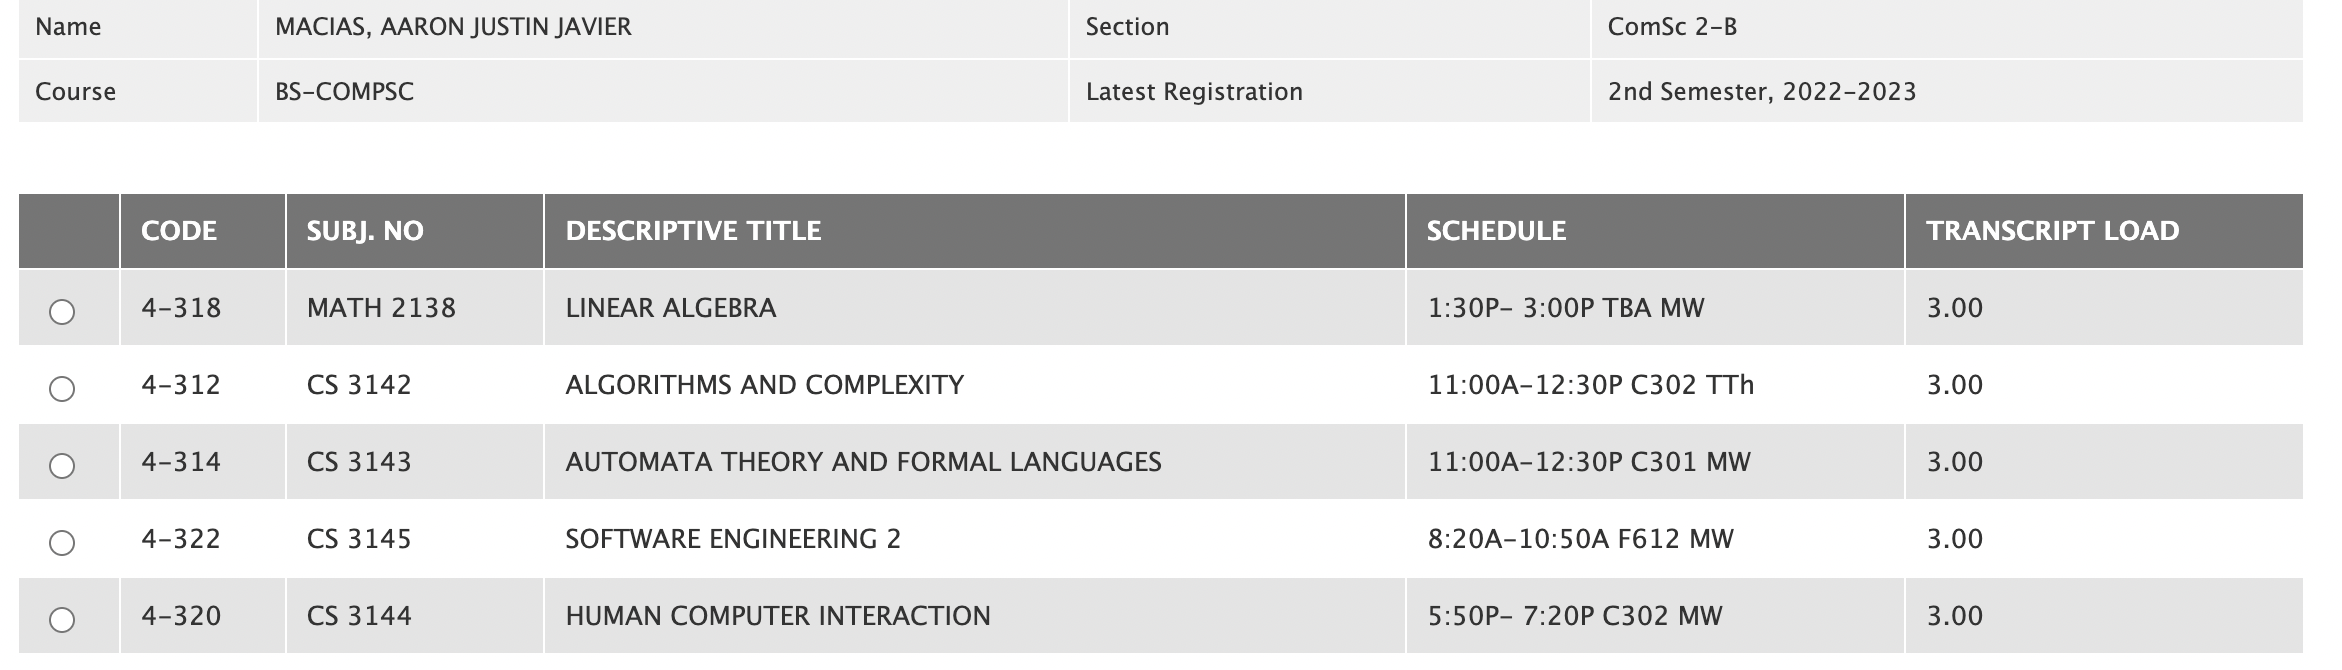 Name MACIAS, AARON JUSTIN JAVIER Section ComSc 2-B
Course BS-COMPSC Latest Registration 2nd Semester, 2022-2023
CODE SUBJ. NO DESCRIPTIVE TITLE SCHEDULE TRANSCRIPT LOAD
4-318 MATH 2138 LINEAR ALGEBRA 1:30P- 3:00P TBA MW 3.00
4-312 CS 3142 ALGORITHMS AND COMPLEXITY 11:00A-12:30P C302 TTh 3.00
4-314 CS 3143 AUTOMATA THEORY AND FORMAL LANGUAGES 11:00A-12:30P C301 MW 3.00
4-322 CS 3145 SOFTWARE ENGINEERING 2 8:20A-10:50A F612 MW 3.00
4-320 CS 3144 HUMAN COMPUTER INTERACTION 5:50P- 7:20P C302 MW 3.00